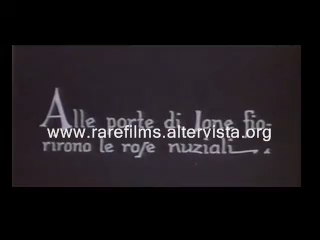 Alle porte di Ione fio-
www.rarefilms.altervista.org
rirono le rose nuziali...